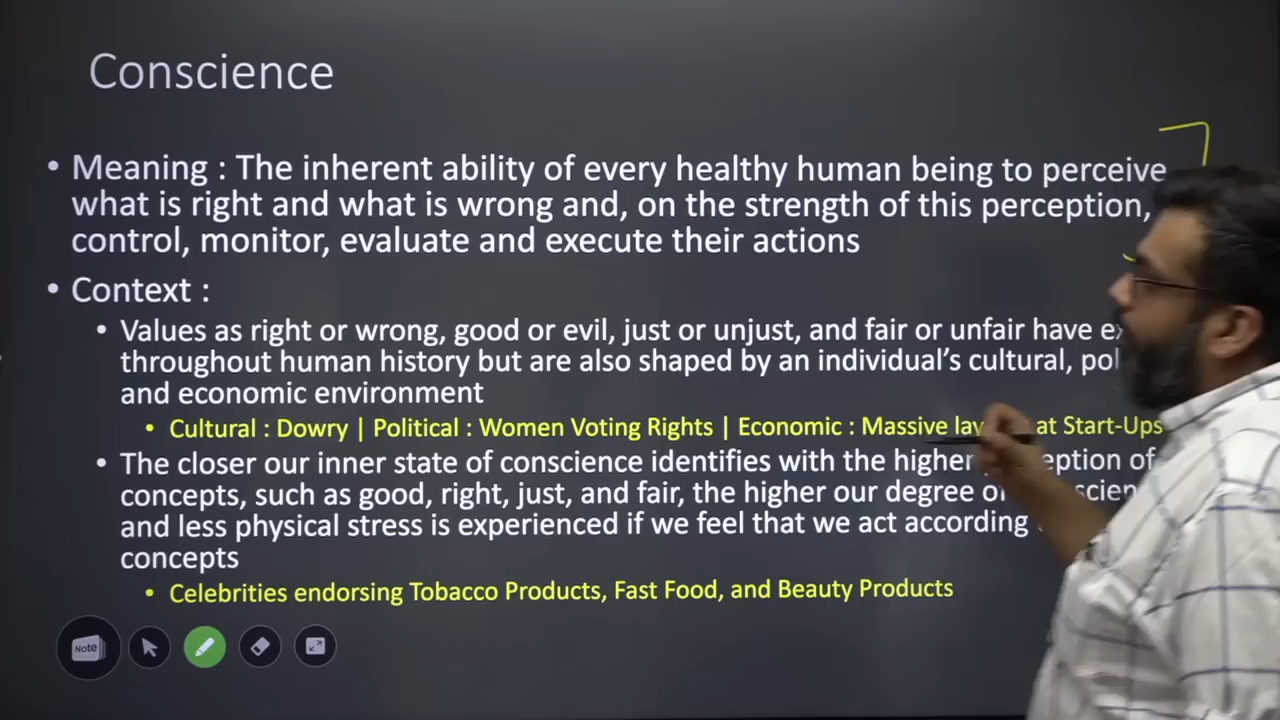 Conscience
• Meaning : The inherent ability of every healthy human being to perceive
what is right and what is wrong and, on the strength of this perception,
control, monitor, evaluate and execute their actions
• Context :
• Values as right or wrong, good or evil, just or unjust, and fair or unfair have
throughout human history but are also shaped by an individual's cultural,
and economic environment
• Cultural : Dowry | Political : Women Voting Rights | Economic : Massive at Start-Ups
• The closer our inner state of conscience identifies with the higher of
concepts, such as good, right, just, and fair, the higher our degree
and less physical stress is experienced if we feel that we act according
concepts
• Celebrities endorsing Tobacco Products, Fast Food, and Beauty Products
Note